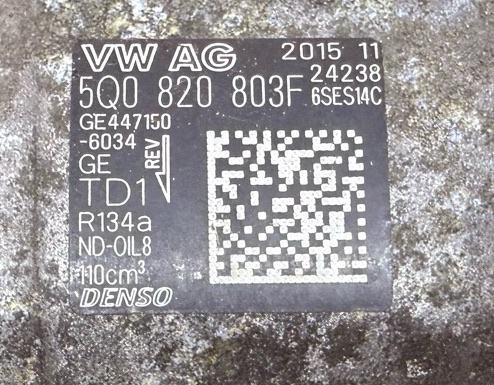 VW AG 2015 11
24238
5Q0 820 803F 6SES14C
GE447150
-6034
REV
GE
TD1
R134a
ND-OIL8
110cm³
DENSO